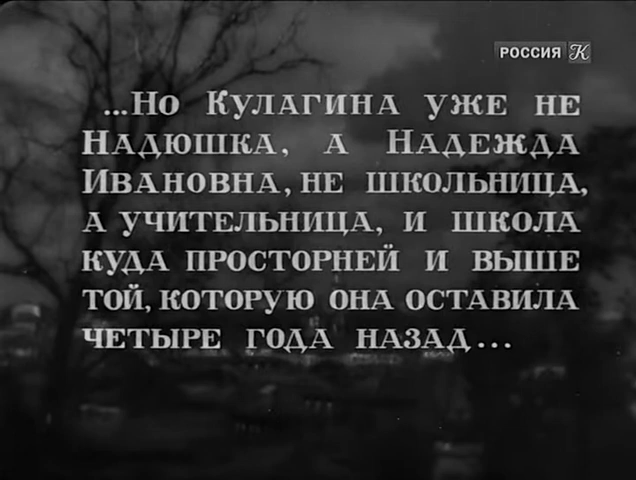 РОССИЯ К
...Но Кулагина уже не
Надюшка, а Надежда
Ивановна, не школьница,
а учительница, и школа
куда просторней и выше
той, которую она оставила
четыре года назад...